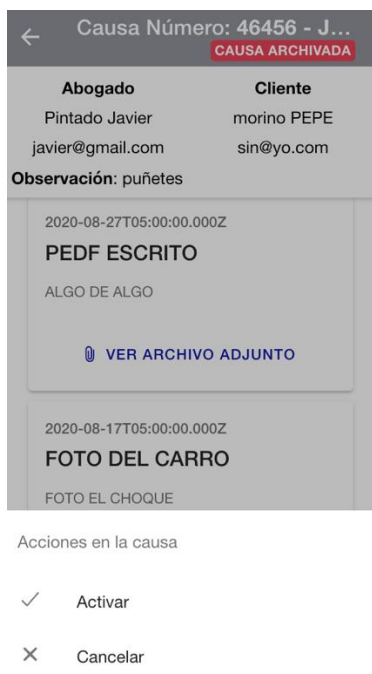 Causa Número: 46456 - J...
CAUSA ARCHIVADA
Abogado
Cliente
Pintado Javier
morino PEPE
javier@gmail.com
sin@yo.com
Observación: puñetes
2020-08-27T05:00:00.000Z
PEDF ESCRITO
ALGO DE ALGO
VER ARCHIVO ADJUNTO
2020-08-17T05:00:00.000Z
FOTO DEL CARRO
FOTO EL CHOQUE
Acciones en la causa
Activar
Cancelar